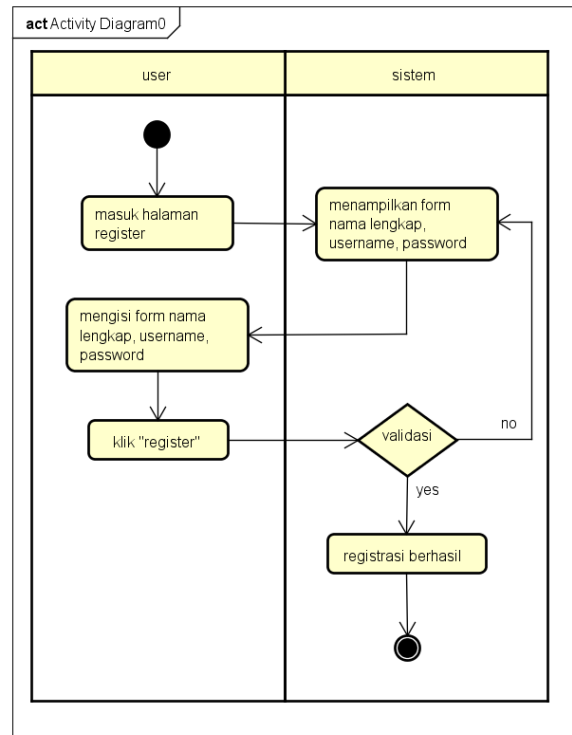 act Activity Diagram0
user
sistem
masuk halaman
register
menampilkan form
nama lengkap,
username, password
mengisi form nama
lengkap, username,
password
klik "register"
validasi
no
yes
registrasi berhasil